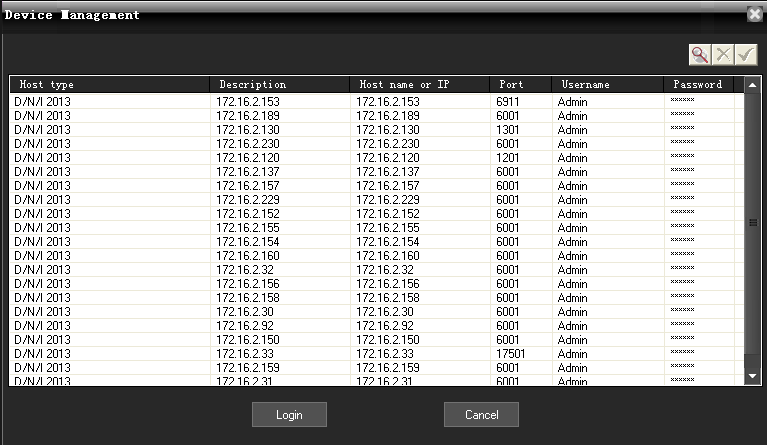 Device Management
Host type Description Host name or IP Port Username Password
D/N/I 2013 172.16.2.153 172.16.2.153 6911 Admin ******
D/N/I 2013 172.16.2.189 172.16.2.189 6001 Admin ******
D/N/I 2013 172.16.2.130 172.16.2.130 1301 Admin ******
D/N/I 2013 172.16.2.230 172.16.2.230 6001 Admin ******
D/N/I 2013 172.16.2.120 172.16.2.120 1201 Admin ******
D/N/I 2013 172.16.2.137 172.16.2.137 6001 Admin ******
D/N/I 2013 172.16.2.157 172.16.2.157 6001 Admin ******
D/N/I 2013 172.16.2.229 172.16.2.229 6001 Admin ******
D/N/I 2013 172.16.2.152 172.16.2.152 6001 Admin ******
D/N/I 2013 172.16.2.155 172.16.2.155 6001 Admin ******
D/N/I 2013 172.16.2.154 172.16.2.154 6001 Admin ******
D/N/I 2013 172.16.2.160 172.16.2.160 6001 Admin ******
D/N/I 2013 172.16.2.32 172.16.2.32 6001 Admin ******
D/N/I 2013 172.16.2.156 172.16.2.156 6001 Admin ******
D/N/I 2013 172.16.2.158 172.16.2.158 6001 Admin ******
D/N/I 2013 172.16.2.30 172.16.2.30 6001 Admin ******
D/N/I 2013 172.16.2.92 172.16.2.92 6001 Admin ******
D/N/I 2013 172.16.2.150 172.16.2.150 6001 Admin ******
D/N/I 2013 172.16.2.33 172.16.2.33 17501 Admin ******
D/N/I 2013 172.16.2.159 172.16.2.159 6001 Admin ******
D/N/I 2013 172.16.2.31 172.16.2.31 6001 Admin ******
Login Cancel